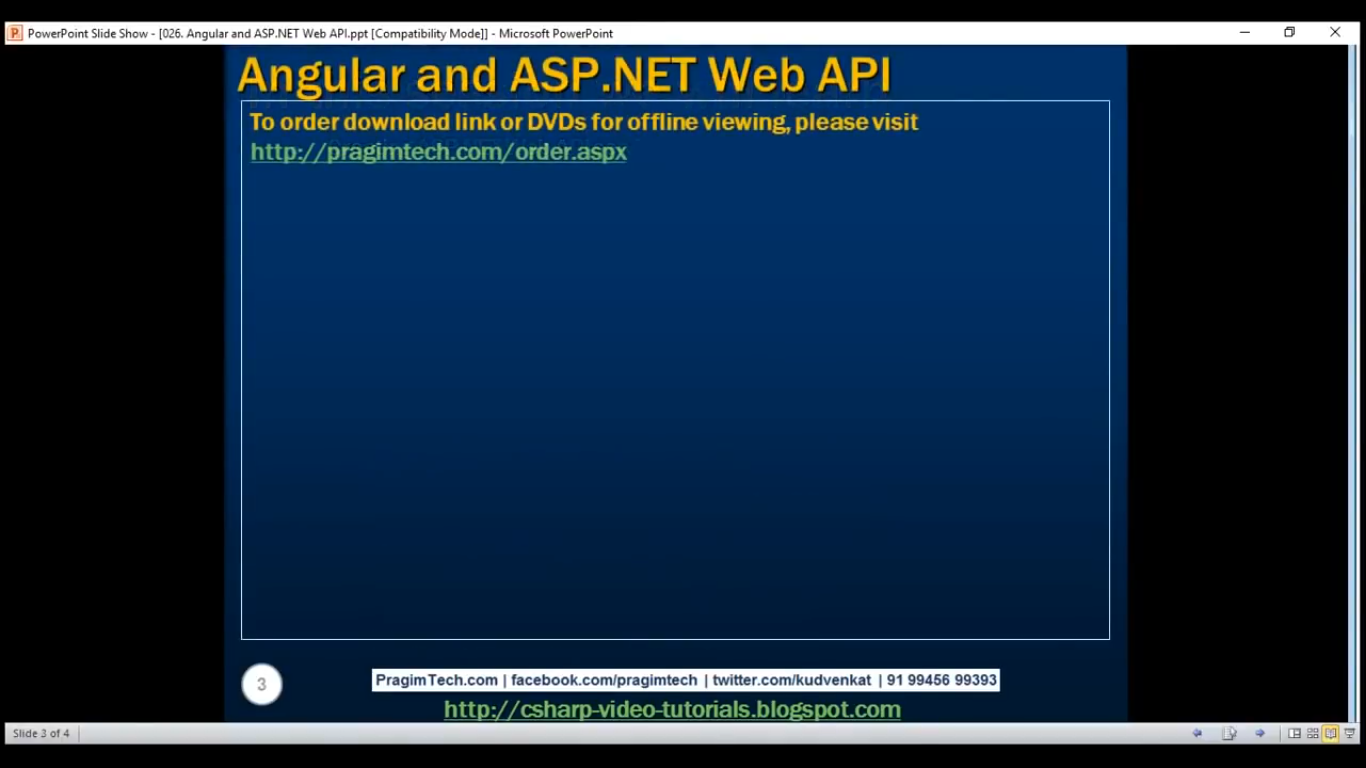 PowerPoint Slide Show - [026. Angular and ASP.NET Web API.ppt [Compatibility Mode]] - Microsoft PowerPoint
Angular and ASP.NET Web API
To order download link or DVDs for offline viewing, please visit
http://pragimtech.com/order.aspx
3
PragimTech.com | facebook.com/pragimtech | twitter.com/kudvenkat | 91 99456 99393
http://csharp-video-tutorials.blogspot.com
Slide 3 of 4